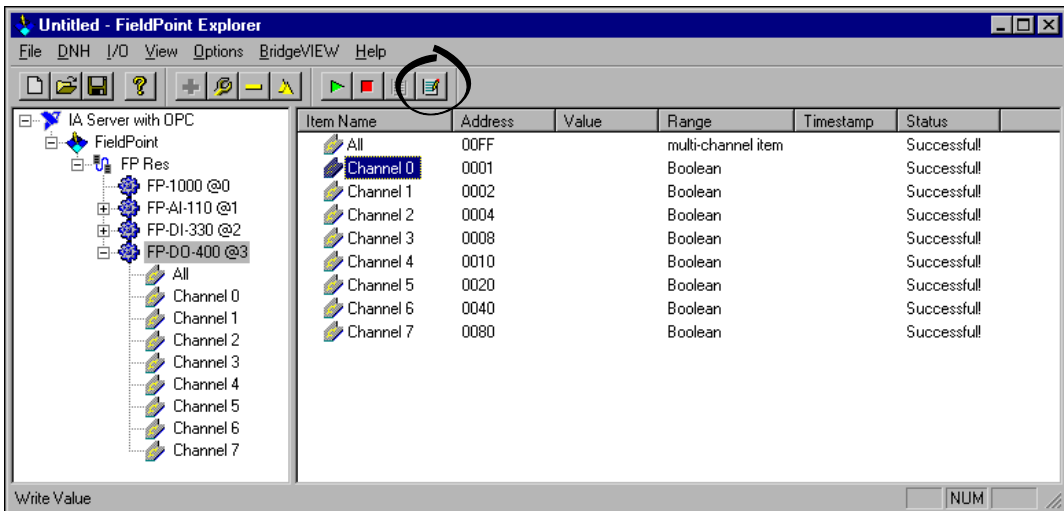 Untitled - FieldPoint Explorer
File DNH I/O View Options BridgeVIEW Help
IA Server with OPC
FieldPoint
FP Res
FP-1000 @0
FP-AI-110 @1
FP-DI-330 @2
FP-DO-400 @3
All
Channel 0
Channel 1
Channel 2
Channel 3
Channel 4
Channel 5
Channel 6
Channel 7
Item Name Address Value Range Timestamp Status
All 00FF multi-channel item Successful!
Channel 0 0001 Boolean Successful!
Channel 1 0002 Boolean Successful!
Channel 2 0004 Boolean Successful!
Channel 3 0008 Boolean Successful!
Channel 4 0010 Boolean Successful!
Channel 5 0020 Boolean Successful!
Channel 6 0040 Boolean Successful!
Channel 7 0080 Boolean Successful!
Write Value NUM